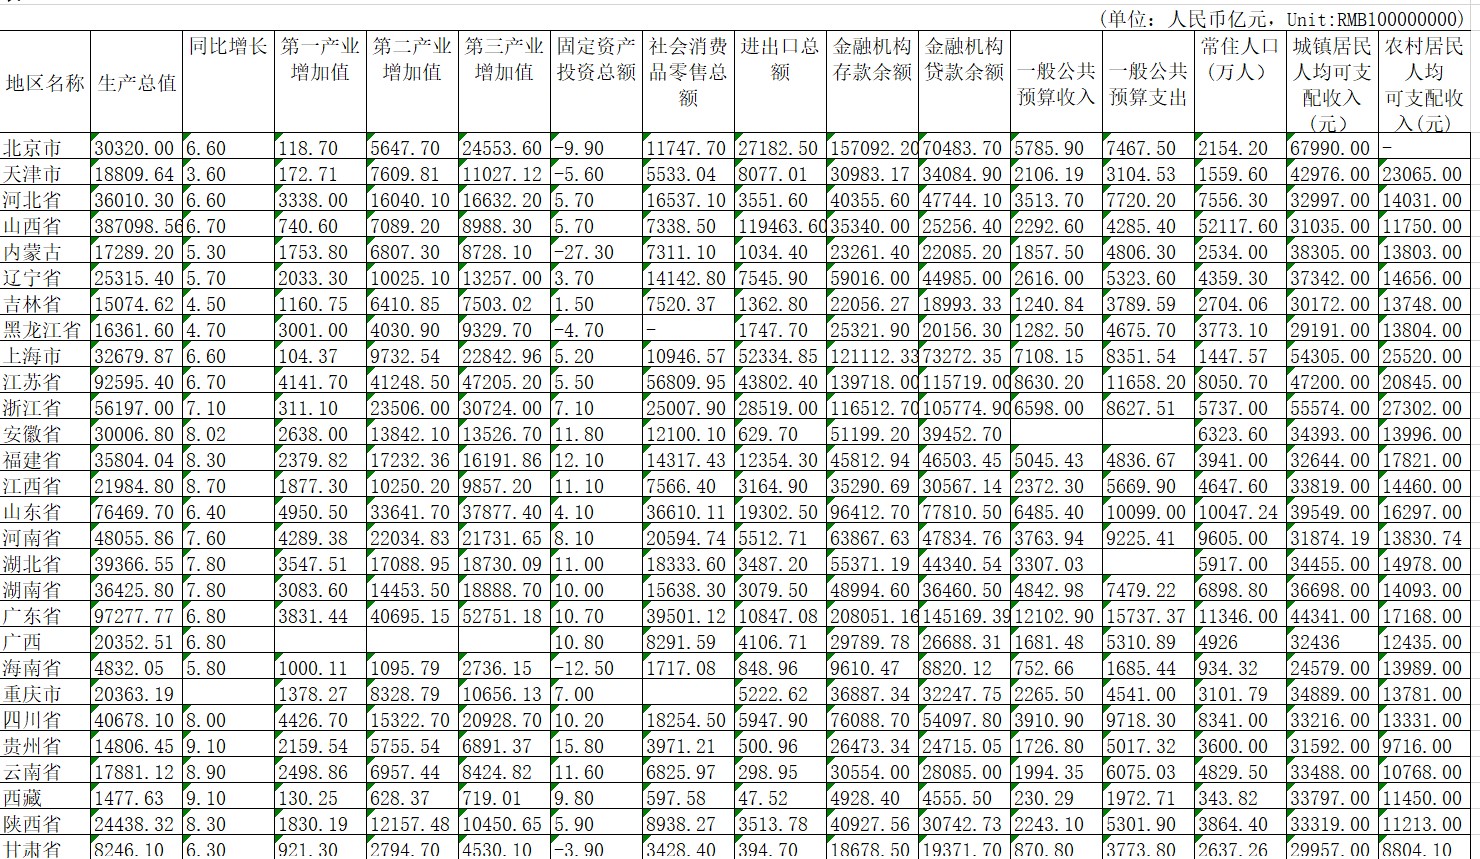 (单位：人民币亿元，Unit:RMB100000000)
地区名称 生产总值 同比增长 第一产业增加值 第二产业增加值 第三产业增加值 固定资产投资总额 社会消费品零售总额 进出口总额 金融机构存款余额 金融机构贷款余额 一般公共预算收入 一般公共预算支出 常住人口(万人) 城镇居民人均可支配收入(元) 农村居民人均可支配收入(元)
北京市 30320.00 6.60 118.70 5647.70 24553.60 -9.90 11747.70 27182.50 157092.20 70483.70 5785.90 7467.50 2154.20 67990.00 -
天津市 18809.64 3.60 172.71 7609.81 11027.12 -5.60 5533.04 8077.01 30983.17 34084.90 2106.19 3104.53 1559.60 42976.00 23065.00
河北省 36010.30 6.60 3338.00 16040.10 16632.20 5.70 16537.10 3551.60 40355.60 47744.10 3513.70 7720.20 7556.30 32997.00 14031.00
山西省 387098.56 6.70 740.60 7089.20 8988.30 5.70 7338.50 119463.60 35340.00 25256.40 2292.60 4285.40 52117.60 31035.00 11750.00
内蒙古 17289.20 5.30 1753.80 6807.30 8728.10 -27.30 7311.10 1034.40 23261.40 22085.20 1857.50 4806.30 2534.00 38305.00 13803.00
辽宁省 25315.40 5.70 2033.30 10025.10 13257.00 3.70 14142.80 7545.90 59016.00 44985.00 2616.00 5323.60 4359.30 37342.00 14656.00
吉林省 15074.62 4.50 1160.75 6410.85 7503.02 1.50 7520.37 1362.80 22056.27 18993.33 1240.84 3789.59 2704.06 30172.00 13748.00
黑龙江省 16361.60 4.70 3001.00 4030.90 9329.70 -4.70 - 1747.70 25321.90 20156.30 1282.50 4675.70 3773.10 29191.00 13804.00
上海市 32679.87 6.60 104.37 9732.54 22842.96 5.20 10946.57 52334.85 121112.33 73272.35 7108.15 8351.54 1447.57 54305.00 25520.00
江苏省 92595.40 6.70 4141.70 41248.50 47205.20 5.50 56809.95 43802.40 139718.00 115719.00 8630.20 11658.20 8050.70 47200.00 20845.00
浙江省 56197.00 7.10 311.10 23506.00 30724.00 7.10 25007.90 28519.00 116512.70 105774.90 6598.00 8627.51 5737.00 55574.00 27302.00
安徽省 30006.80 8.02 2638.00 13842.10 13526.70 11.80 12100.10 629.70 51199.20 39452.70 6323.60 34393.00 13996.00
福建省 35804.04 8.30 2379.82 17232.36 16191.86 12.10 14317.43 12354.30 45812.94 46503.45 5045.43 4836.67 3941.00 32644.00 17821.00
江西省 21984.80 8.70 1877.30 10250.20 9857.20 11.10 7566.40 3164.90 35290.69 30567.14 2372.30 5669.90 4647.60 33819.00 14460.00
山东省 76469.70 6.40 4950.50 33641.70 37877.40 4.10 36610.11 19302.50 96412.70 77810.50 6485.40 10099.00 10047.24 39549.00 16297.00
河南省 48055.86 7.60 4289.38 22034.83 21731.65 8.10 20594.74 5512.71 63867.63 47834.76 3763.94 9225.41 9605.00 31874.19 13830.74
湖北省 39366.55 7.80 3547.51 17088.95 18730.09 11.00 18333.60 3487.20 55371.19 44340.54 3307.03 5917.00 34455.00 14978.00
湖南省 36425.80 7.80 3083.60 14453.50 18888.70 10.00 15638.30 3079.50 48994.60 36460.50 4842.98 7479.22 6898.80 36698.00 14093.00
广东省 97277.77 6.80 3831.44 40695.15 52751.18 10.70 39501.12 10847.08 208051.16 145169.39 12102.90 15737.37 11346.00 44341.00 17168.00
广西 20352.51 6.80 10.80 8291.59 4106.71 29789.78 26688.31 1681.48 5310.89 4926 32436 12435.00
海南省 4832.05 5.80 1000.11 1095.79 2736.15 -12.50 1717.08 848.96 9610.47 8820.12 752.66 1685.44 934.32 24579.00 13989.00
重庆市 20363.19 1378.27 8328.79 10656.13 7.00 5222.62 36887.34 32247.75 2265.50 4541.00 3101.79 34889.00 13781.00
四川省 40678.10 8.00 4426.70 15322.70 20928.70 10.20 18254.50 5947.90 76088.70 54097.80 3910.90 9718.30 8341.00 33216.00 13331.00
贵州省 14806.45 9.10 2159.54 5755.54 6891.37 15.80 3971.21 500.96 26473.34 24715.05 1726.80 5017.32 3600.00 31592.00 9716.00
云南省 17881.12 8.90 2498.86 6957.44 8424.82 11.60 6825.97 298.95 30554.00 28085.00 1994.35 6075.03 4829.50 33488.00 10768.00
西藏 1477.63 9.10 130.25 628.37 719.01 9.80 597.58 47.52 4928.40 4555.50 230.29 1972.71 343.82 33797.00 11450.00
陕西省 24438.32 8.30 1830.19 12157.48 10450.65 5.90 8938.27 3513.78 40927.56 30742.73 2243.10 5301.90 3864.40 33319.00 11213.00
甘肃省 8246.10 6.30 921.30 2794.70 4530.10 -3.90 3428.40 394.70 18678.50 19371.70 870.80 3773.80 2637.26 29957.00 8804.10